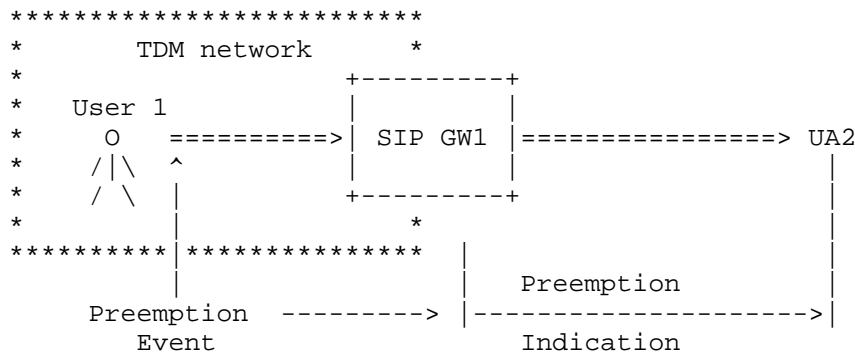 TDM network
User 1
O SIP GW1 UA2
Preemption
Preemption
Event Indication